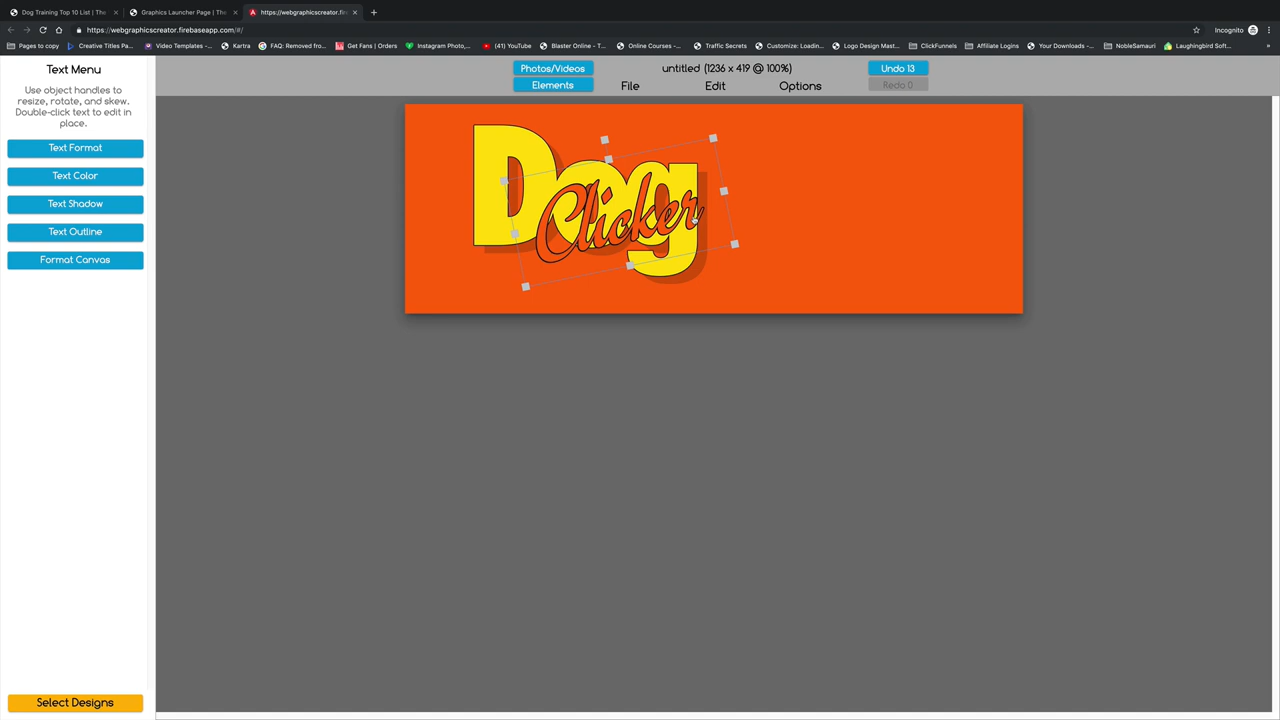 Dog Training Top 10 List | The
Graphics Launcher Page | The
https://webgraphicscreator.fire
https://webgraphicscreator.firebaseapp.com/#/
Incognito
Pages to copy
Creative Titles Pa...
Video Templates -...
Kartra
FAQ: Removed fro...
Get Fans | Orders
Instagram Photo,...
(41) YouTube
Blaster Online - T...
Online Courses -...
Traffic Secrets
Customize: Loadin...
Logo Design Mast...
ClickFunnels
Affiliate Logins
Your Downloads -...
NobleSamauri
Laughingbird Soft...
Text Menu
Use object handles to
resize, rotate, and skew.
Double-click text to edit in
place.
Text Format
Text Color
Text Shadow
Text Outline
Format Canvas
Select Designs
Photos/Videos
Elements
untitled (1236 x 419 @ 100%)
File
Edit
Options
Undo 13
Redo 0
Dog
Clicker